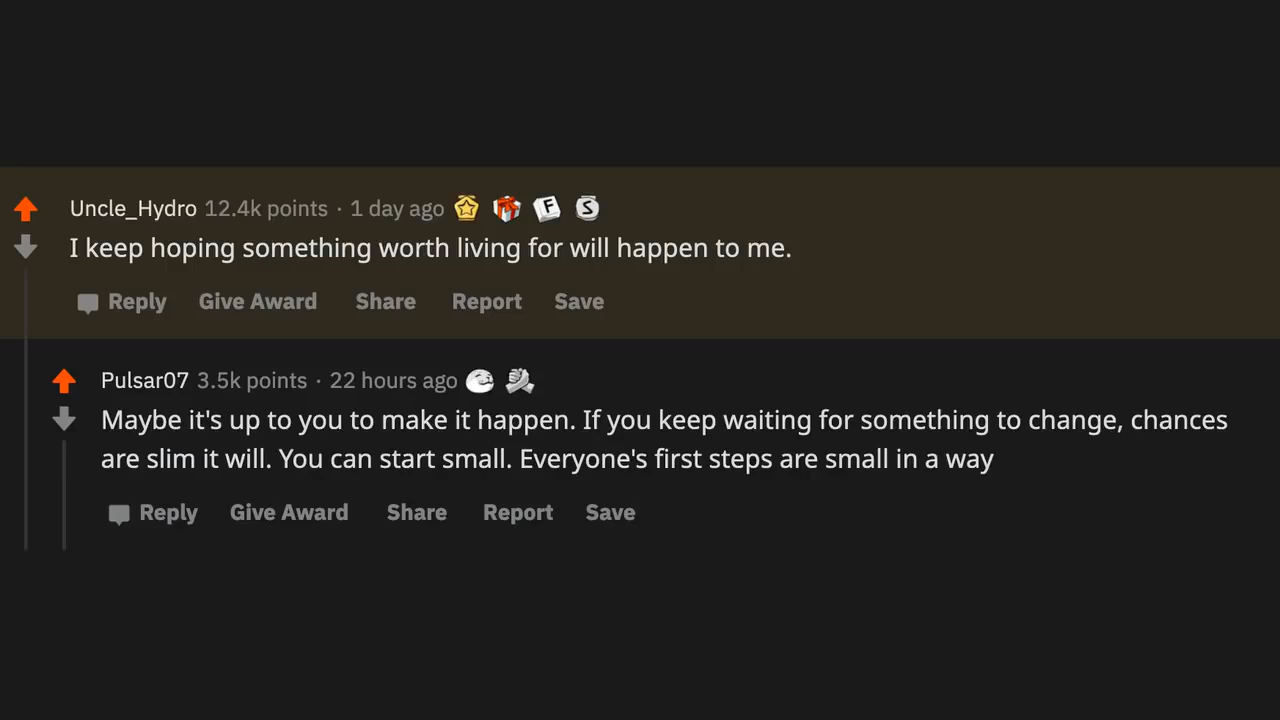 Uncle_Hydro 12.4k points · 1 day ago F S
I keep hoping something worth living for will happen to me.
Reply Give Award Share Report Save
Pulsar07 3.5k points · 22 hours ago
Maybe it's up to you to make it happen. If you keep waiting for something to change, chances
are slim it will. You can start small. Everyone's first steps are small in a way
Reply Give Award Share Report Save